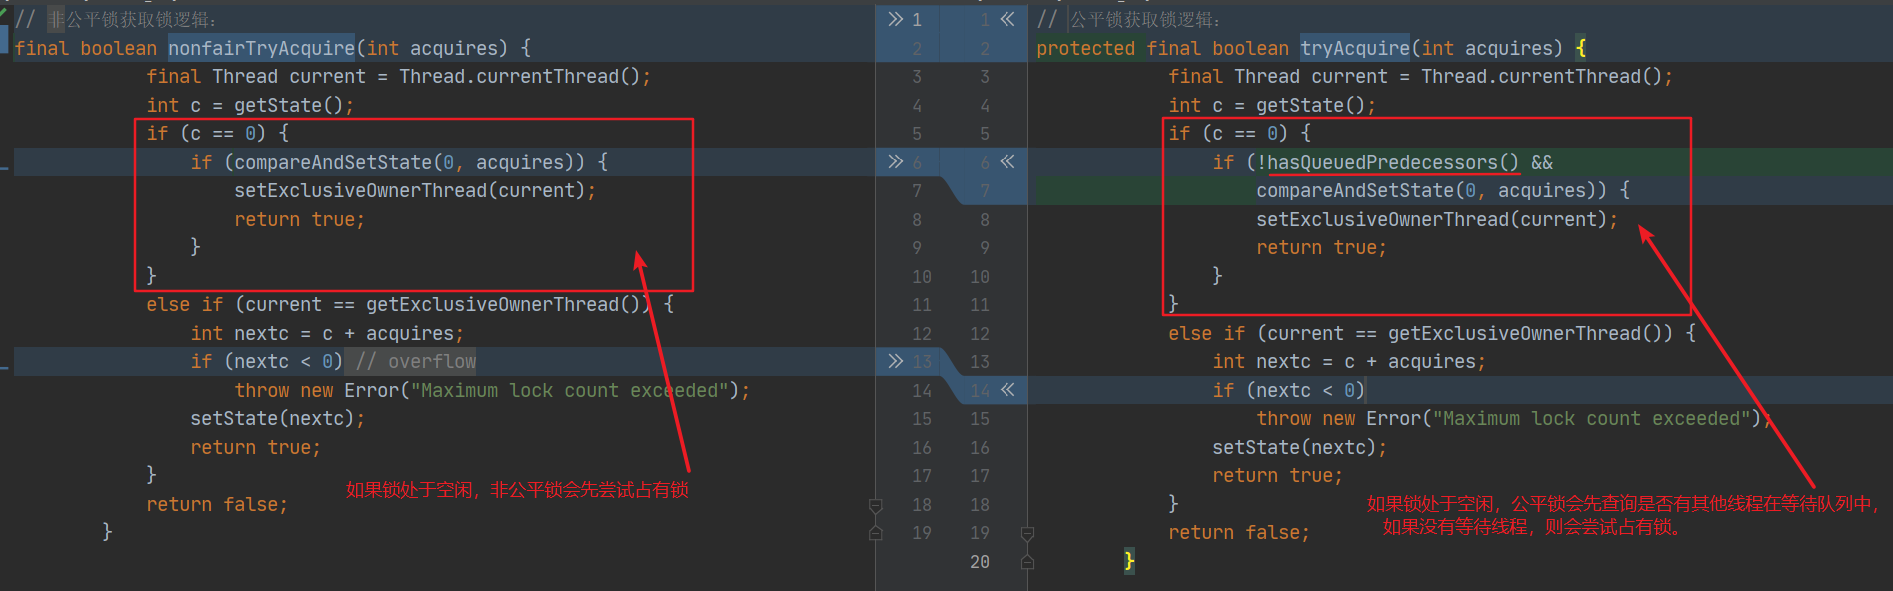 // 非公平锁获取锁逻辑:
final boolean nonfairTryAcquire(int acquires) {
final Thread current = Thread.currentThread();
int c = getState();
if (c == 0) {
if (compareAndSetState(0, acquires)) {
setExclusiveOwnerThread(current);
return true;
}
}
else if (current == getExclusiveOwnerThread()) {
int nextc = c + acquires;
if (nextc < 0) // overflow
throw new Error("Maximum lock count exceeded");
setState(nextc);
return true;
}
return false;
}
如果锁处于空闲，非公平锁会先尝试占有锁
1 1
2 2
3 3
4 4
5 5
6 6
7 7
8 8
9 9
10 10
11 11
12 12
13 13
14 14
15 15
16 16
17 17
18 18
19 19
20
// 公平锁获取锁逻辑:
protected final boolean tryAcquire(int acquires) {
final Thread current = Thread.currentThread();
int c = getState();
if (c == 0) {
if (!hasQueuedPredecessors() &&
compareAndSetState(0, acquires)) {
setExclusiveOwnerThread(current);
return true;
}
}
else if (current == getExclusiveOwnerThread()) {
int nextc = c + acquires;
if (nextc < 0)
throw new Error("Maximum lock count exceeded");
setState(nextc);
return true;
}
return false;
}
如果锁处于空闲，公平锁会先查询是否有其他线程在等待队列中，
如果没有等待线程，则会尝试占有锁。